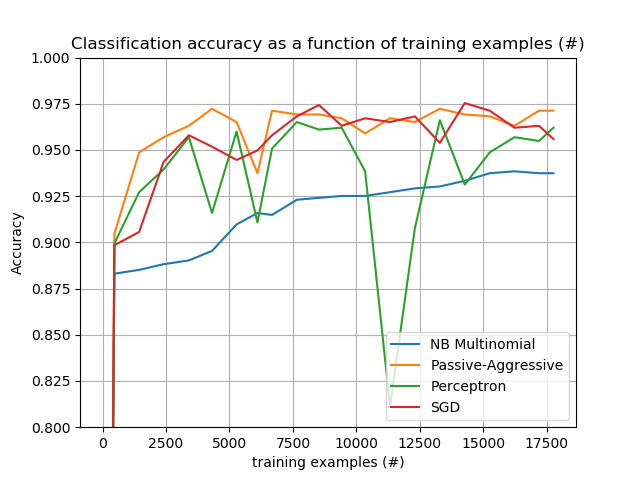 Classification accuracy as a function of training examples (#)
1.000
0.975
0.950
0.925
0.900
0.875
0.850
0.825
0.800
Accuracy
NB Multinomial
Passive-Aggressive
Perceptron
SGD
0 2500 5000 7500 10000 12500 15000 17500
training examples (#)